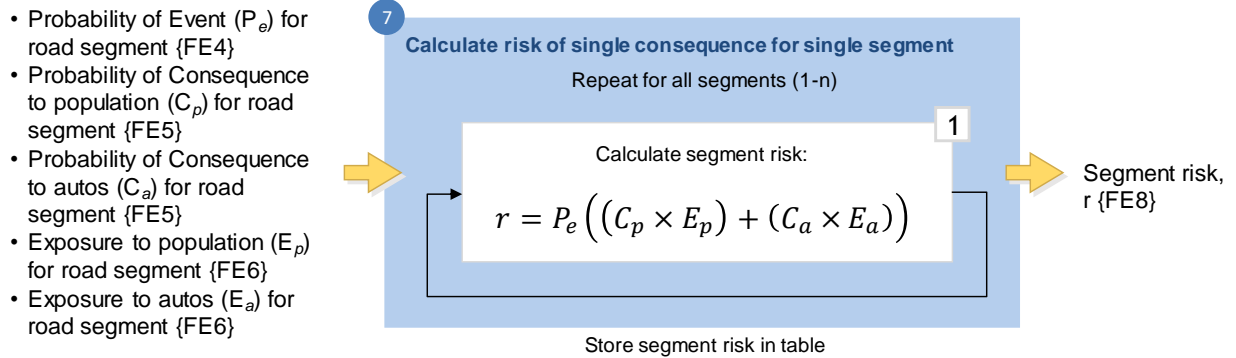 • Probability of Event (Pe) for
road segment {FE4}
• Probability of Consequence
to population (Cp) for road
segment {FE5}
• Probability of Consequence
to autos (Ca) for road
segment {FE5}
• Exposure to population (Ep)
for road segment {FE6}
• Exposure to autos (Ea) for
road segment {FE6}
7
Calculate risk of single consequence for single segment
Repeat for all segments (1-n)
1
Calculate segment risk:
r = Pe((Cp × Ep) + (Ca × Ea))
Store segment risk in table
Segment risk,
r {FE8}